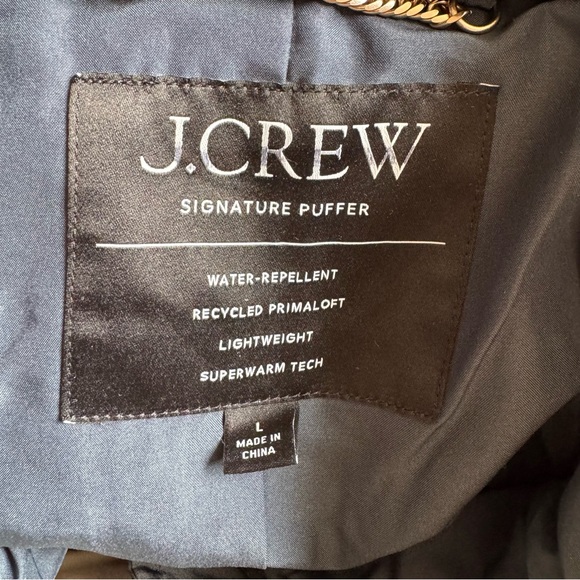 J.CREW
SIGNATURE PUFFER
WATER-REPELLENT
RECYCLED PRIMALOFT
LIGHTWEIGHT
SUPERWARM TECH
L
MADE IN
CHINA